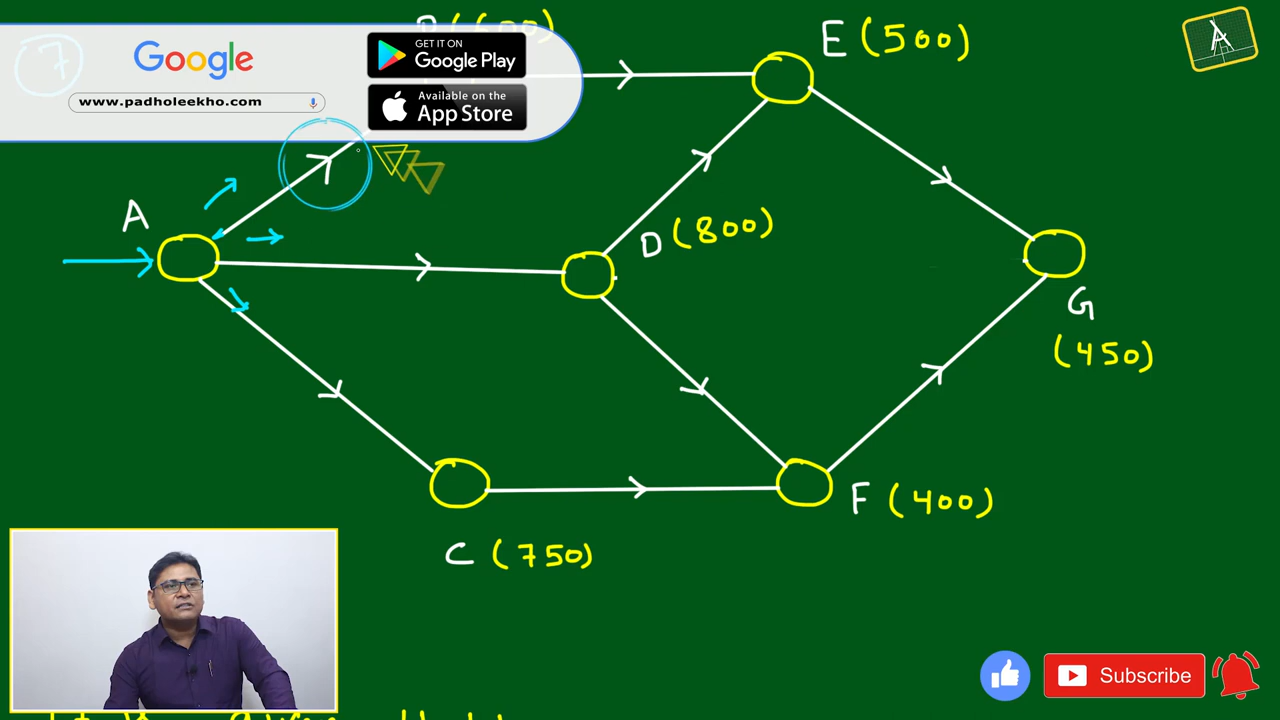 7
E (500)
Google
GET IT ON
Google Play
www.padholeekho.com
Available on the
App Store
A
A
D (800)
G
(450)
F (400)
C (750)
Subscribe